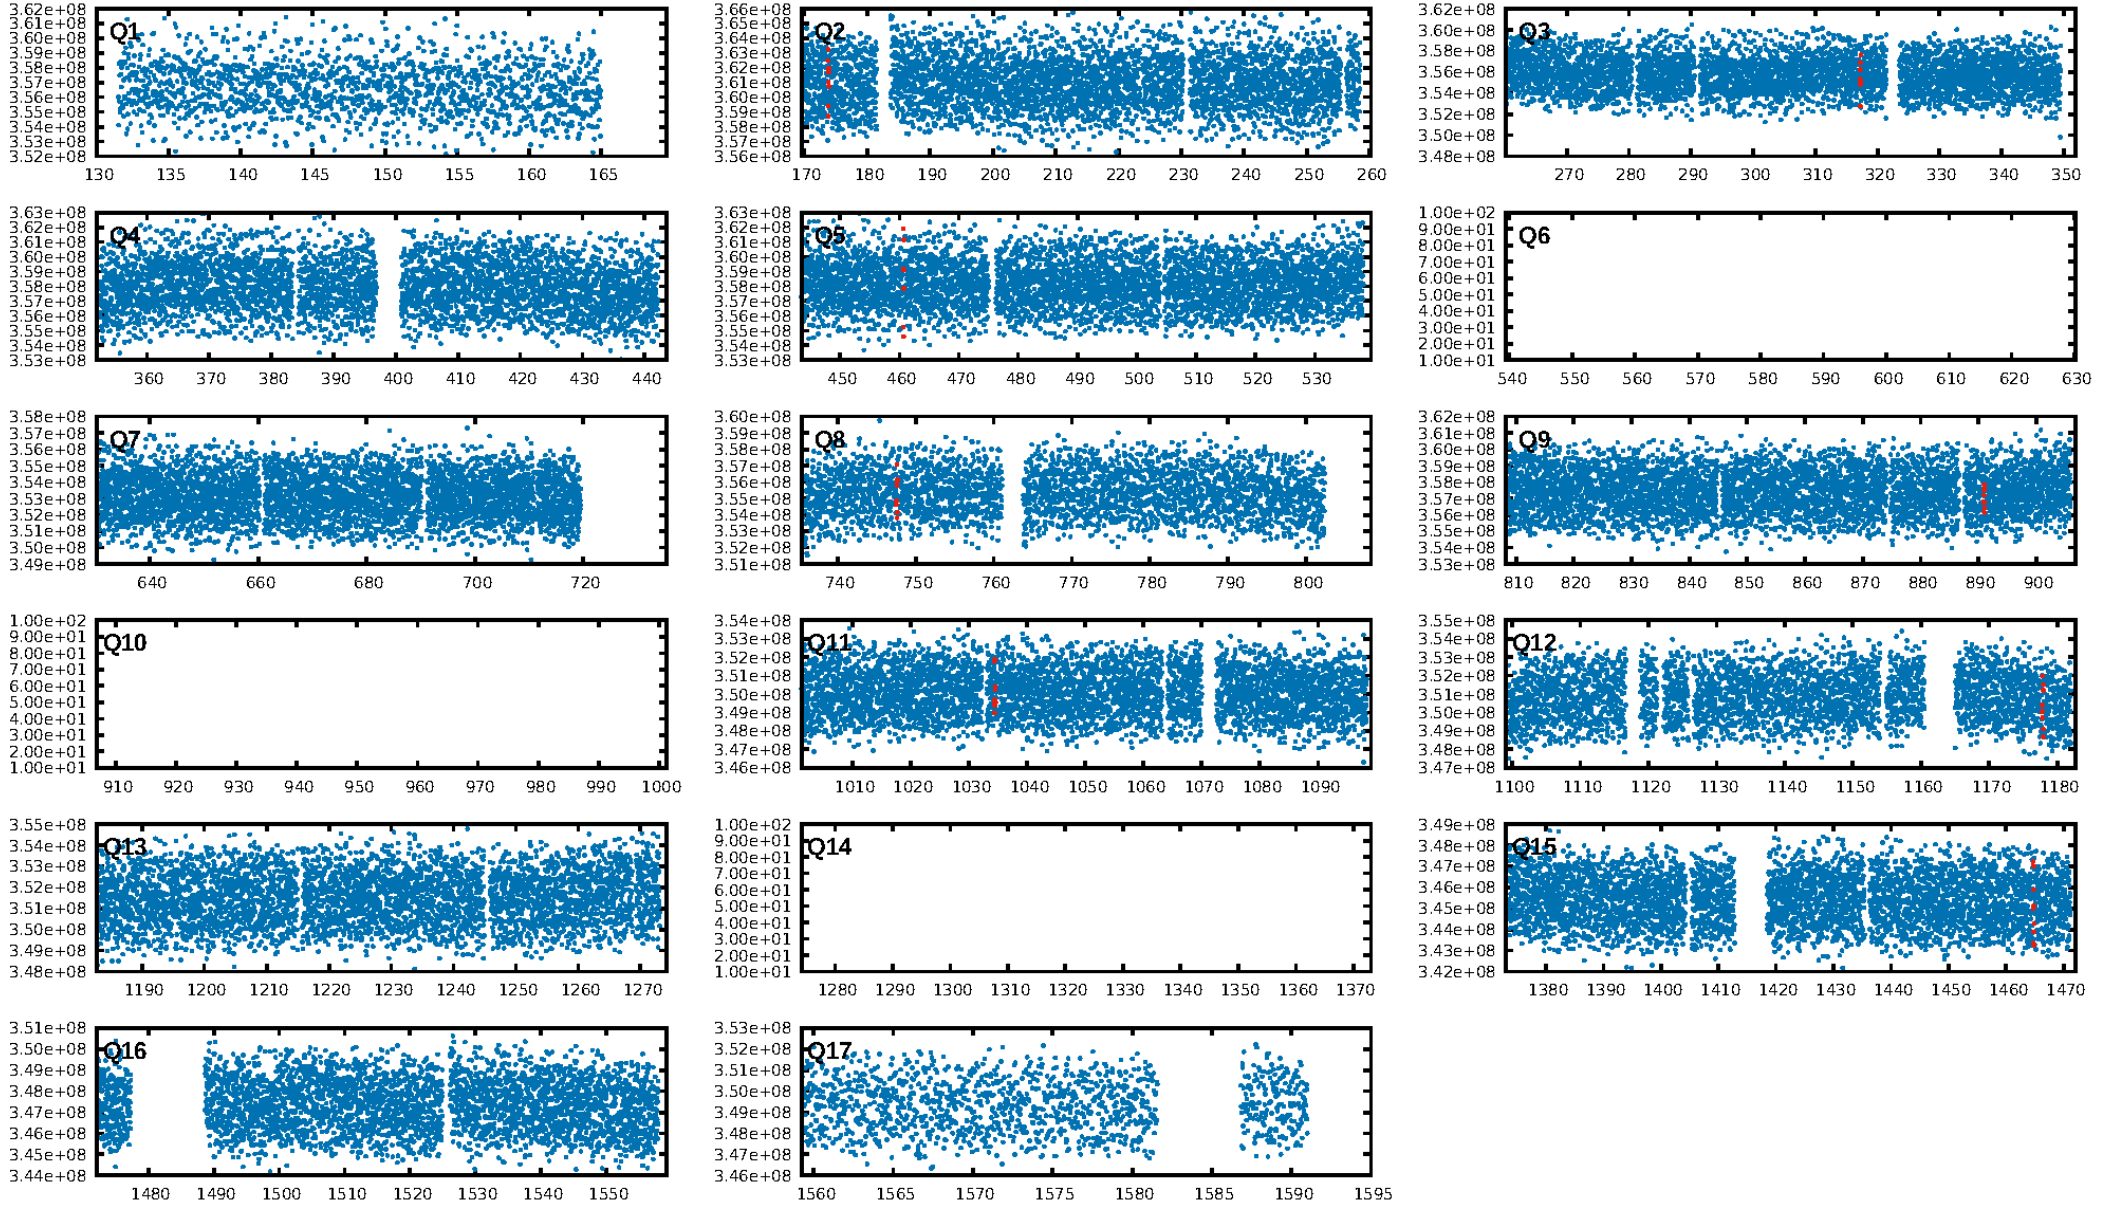 3.62e+08 3.61e+08 3.60e+08 3.59e+08 3.58e+08 3.57e+08 3.56e+08 3.55e+08 3.54e+08 3.53e+08 3.52e+08
Q1
130 135 140 145 150 155 160 165
3.66e+08 3.65e+08 3.64e+08 3.63e+08 3.62e+08 3.61e+08 3.60e+08 3.59e+08 3.58e+08 3.57e+08 3.56e+08
Q2
170 180 190 200 210 220 230 240 250 260
3.62e+08 3.60e+08 3.58e+08 3.56e+08 3.54e+08 3.52e+08 3.50e+08 3.48e+08
Q3
270 280 290 300 310 320 330 340 350
3.63e+08 3.62e+08 3.61e+08 3.60e+08 3.59e+08 3.58e+08 3.57e+08 3.56e+08 3.55e+08 3.54e+08 3.53e+08
Q4
360 370 380 390 400 410 420 430 440
3.63e+08 3.62e+08 3.61e+08 3.60e+08 3.59e+08 3.58e+08 3.57e+08 3.56e+08 3.55e+08 3.54e+08 3.53e+08
Q5
450 460 470 480 490 500 510 520 530
1.00e+02 9.00e+01 8.00e+01 7.00e+01 6.00e+01 5.00e+01 4.00e+01 3.00e+01 2.00e+01 1.00e+01
Q6
540 550 560 570 580 590 600 610 620 630
3.58e+08 3.57e+08 3.56e+08 3.55e+08 3.54e+08 3.53e+08 3.52e+08 3.51e+08 3.50e+08 3.49e+08
Q7
640 660 680 700 720
3.60e+08 3.59e+08 3.58e+08 3.57e+08 3.56e+08 3.55e+08 3.54e+08 3.53e+08 3.52e+08 3.51e+08
Q8
740 750 760 770 780 790 800
3.62e+08 3.61e+08 3.60e+08 3.59e+08 3.58e+08 3.57e+08 3.56e+08 3.55e+08 3.54e+08 3.53e+08
Q9
810 820 830 840 850 860 870 880 890 900
1.00e+02 9.00e+01 8.00e+01 7.00e+01 6.00e+01 5.00e+01 4.00e+01 3.00e+01 2.00e+01 1.00e+01
Q10
910 920 930 940 950 960 970 980 990 1000
3.54e+08 3.53e+08 3.52e+08 3.51e+08 3.50e+08 3.49e+08 3.48e+08 3.47e+08 3.46e+08
Q11
1010 1020 1030 1040 1050 1060 1070 1080 1090
3.55e+08 3.54e+08 3.53e+08 3.52e+08 3.51e+08 3.50e+08 3.49e+08 3.48e+08 3.47e+08
Q12
1100 1110 1120 1130 1140 1150 1160 1170 1180
3.55e+08 3.54e+08 3.53e+08 3.52e+08 3.51e+08 3.50e+08 3.49e+08 3.48e+08
Q13
1190 1200 1210 1220 1230 1240 1250 1260 1270
1.00e+02 9.00e+01 8.00e+01 7.00e+01 6.00e+01 5.00e+01 4.00e+01 3.00e+01 2.00e+01 1.00e+01
Q14
1280 1290 1300 1310 1320 1330 1340 1350 1360 1370
3.49e+08 3.48e+08 3.47e+08 3.46e+08 3.45e+08 3.44e+08 3.43e+08 3.42e+08
Q15
1380 1390 1400 1410 1420 1430 1440 1450 1460 1470
3.51e+08 3.50e+08 3.49e+08 3.48e+08 3.47e+08 3.46e+08 3.45e+08 3.44e+08
Q16
1480 1490 1500 1510 1520 1530 1540 1550
3.53e+08 3.52e+08 3.51e+08 3.50e+08 3.49e+08 3.48e+08 3.47e+08 3.46e+08
Q17
1560 1565 1570 1575 1580 1585 1590 1595